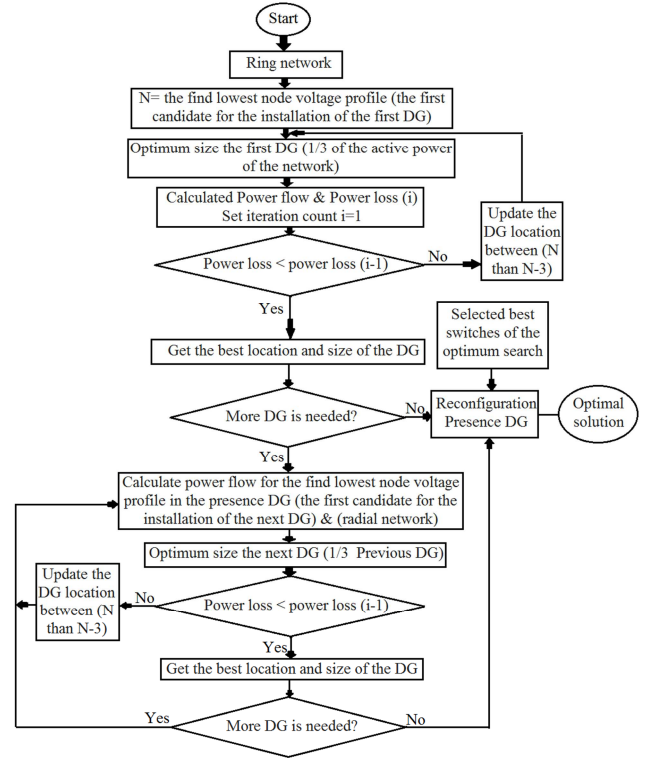 Start
Ring network
N= the find lowest node voltage profile (the first
candidate for the installation of the first DG)
Optimum size the first DG (1/3 of the active power
of the network)
Calculated Power flow & Power loss (i)
Set iteration count i=1
Update the
DG location
between (N
than N-3)
Power loss < power loss (i-1)
No
Yes
Selected best
switches of the
optimum search
Get the best location and size of the DG
More DG is needed?
No
Reconfiguration
Presence DG
Optimal
solution
Yes
Calculate power flow for the find lowest node voltage
profile in the presence DG (the first candidate for the
installation of the next DG) & (radial network)
Optimum size the next DG (1/3 Previous DG)
Update the
DG location
between (N
than N-3)
No
Power loss < power loss (i-1)
Yes
Get the best location and size of the DG
Yes
More DG is needed?
No